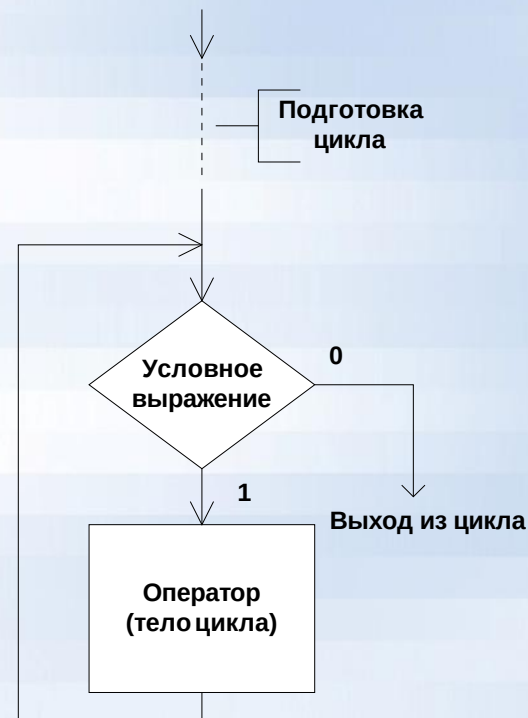 Подготовка
цикла
Условное
выражение
0
1
Выход из цикла
Оператор
(тело цикла)